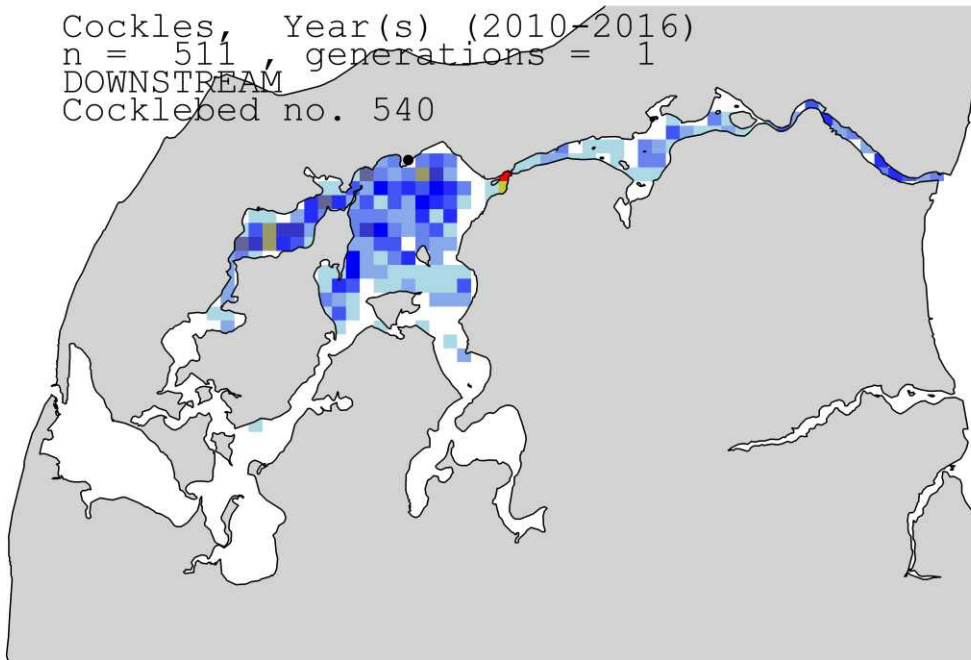 Cockles, Year(s) (2010-2016)
n = 511 , generations = 1
DOWNSTREAM
Cocklebed no. 540